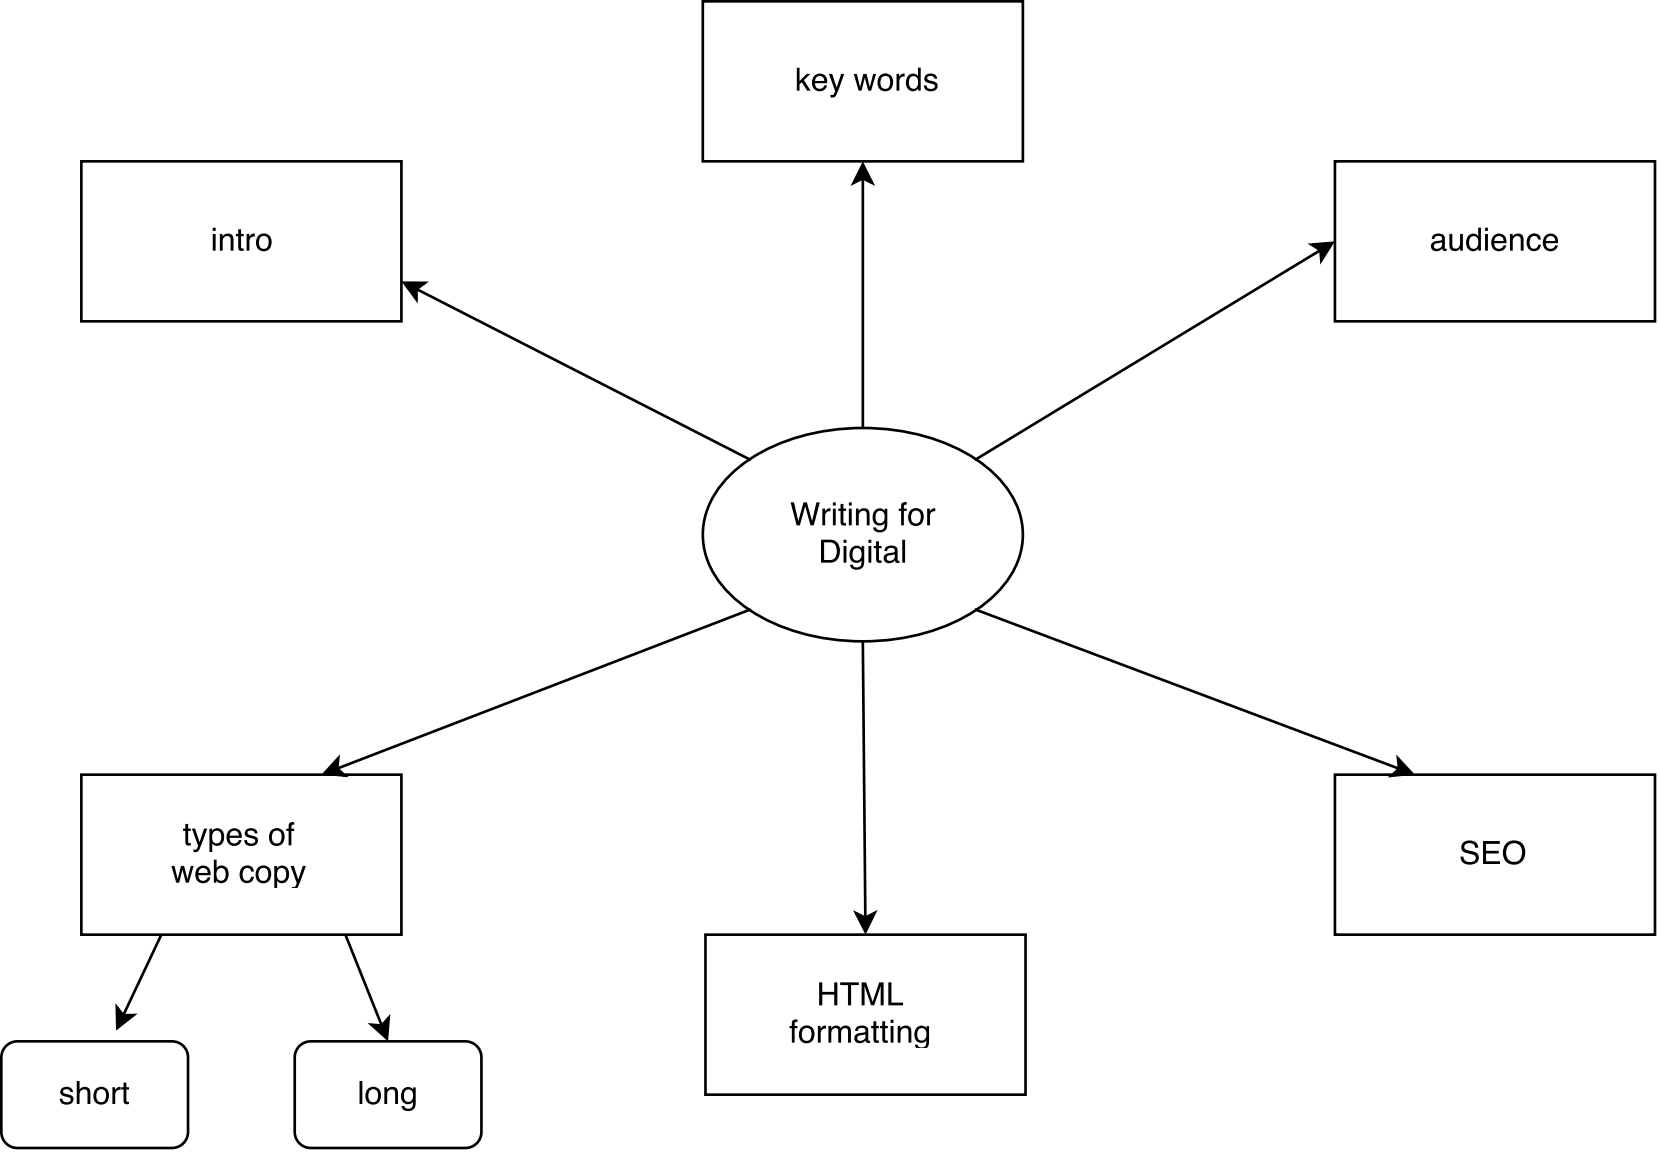 key words
intro
audience
Writing for
Digital
types of
web copy
SEO
HTML
formatting
short
long